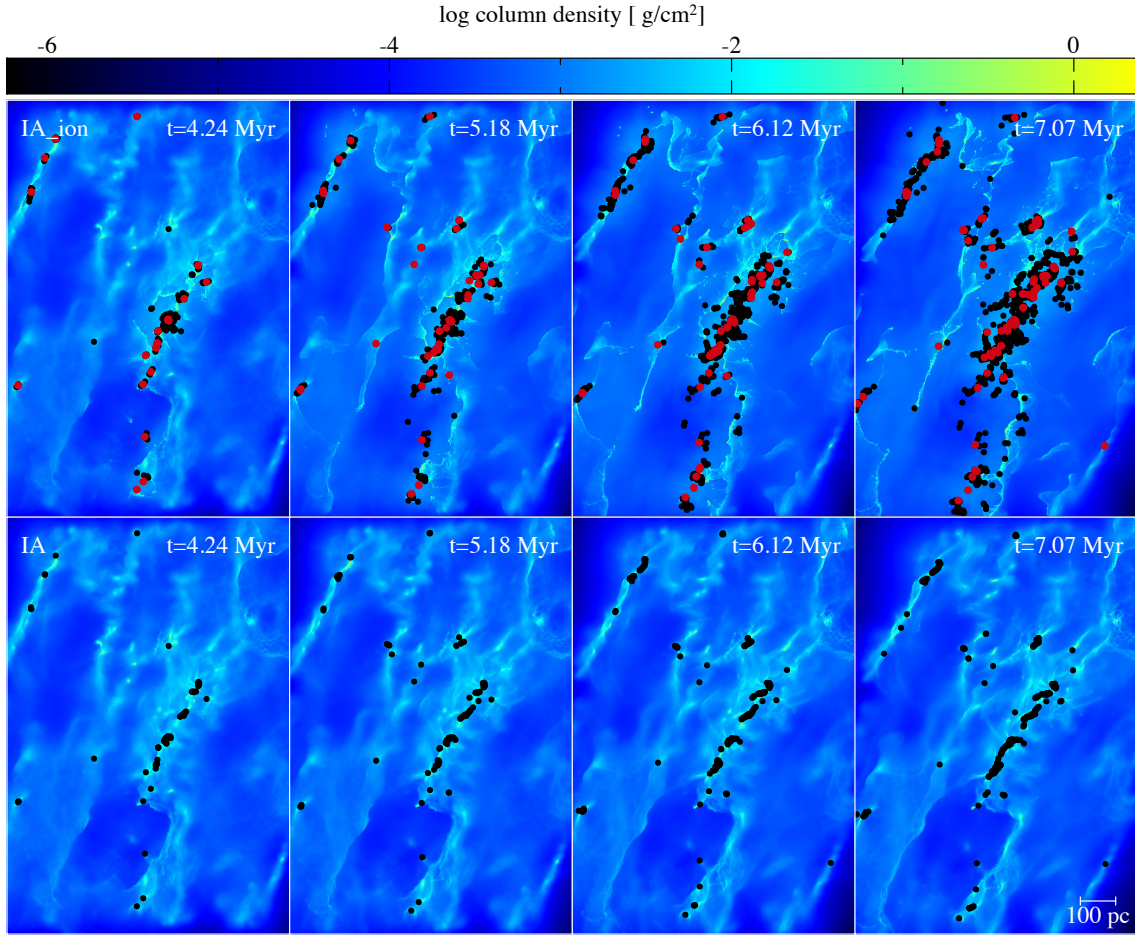 log column density [ g/cm²]
-6 -4 -2 0
IA_ion t=4.24 Myr t=5.18 Myr t=6.12 Myr t=7.07 Myr
IA t=4.24 Myr t=5.18 Myr t=6.12 Myr t=7.07 Myr
100 pc